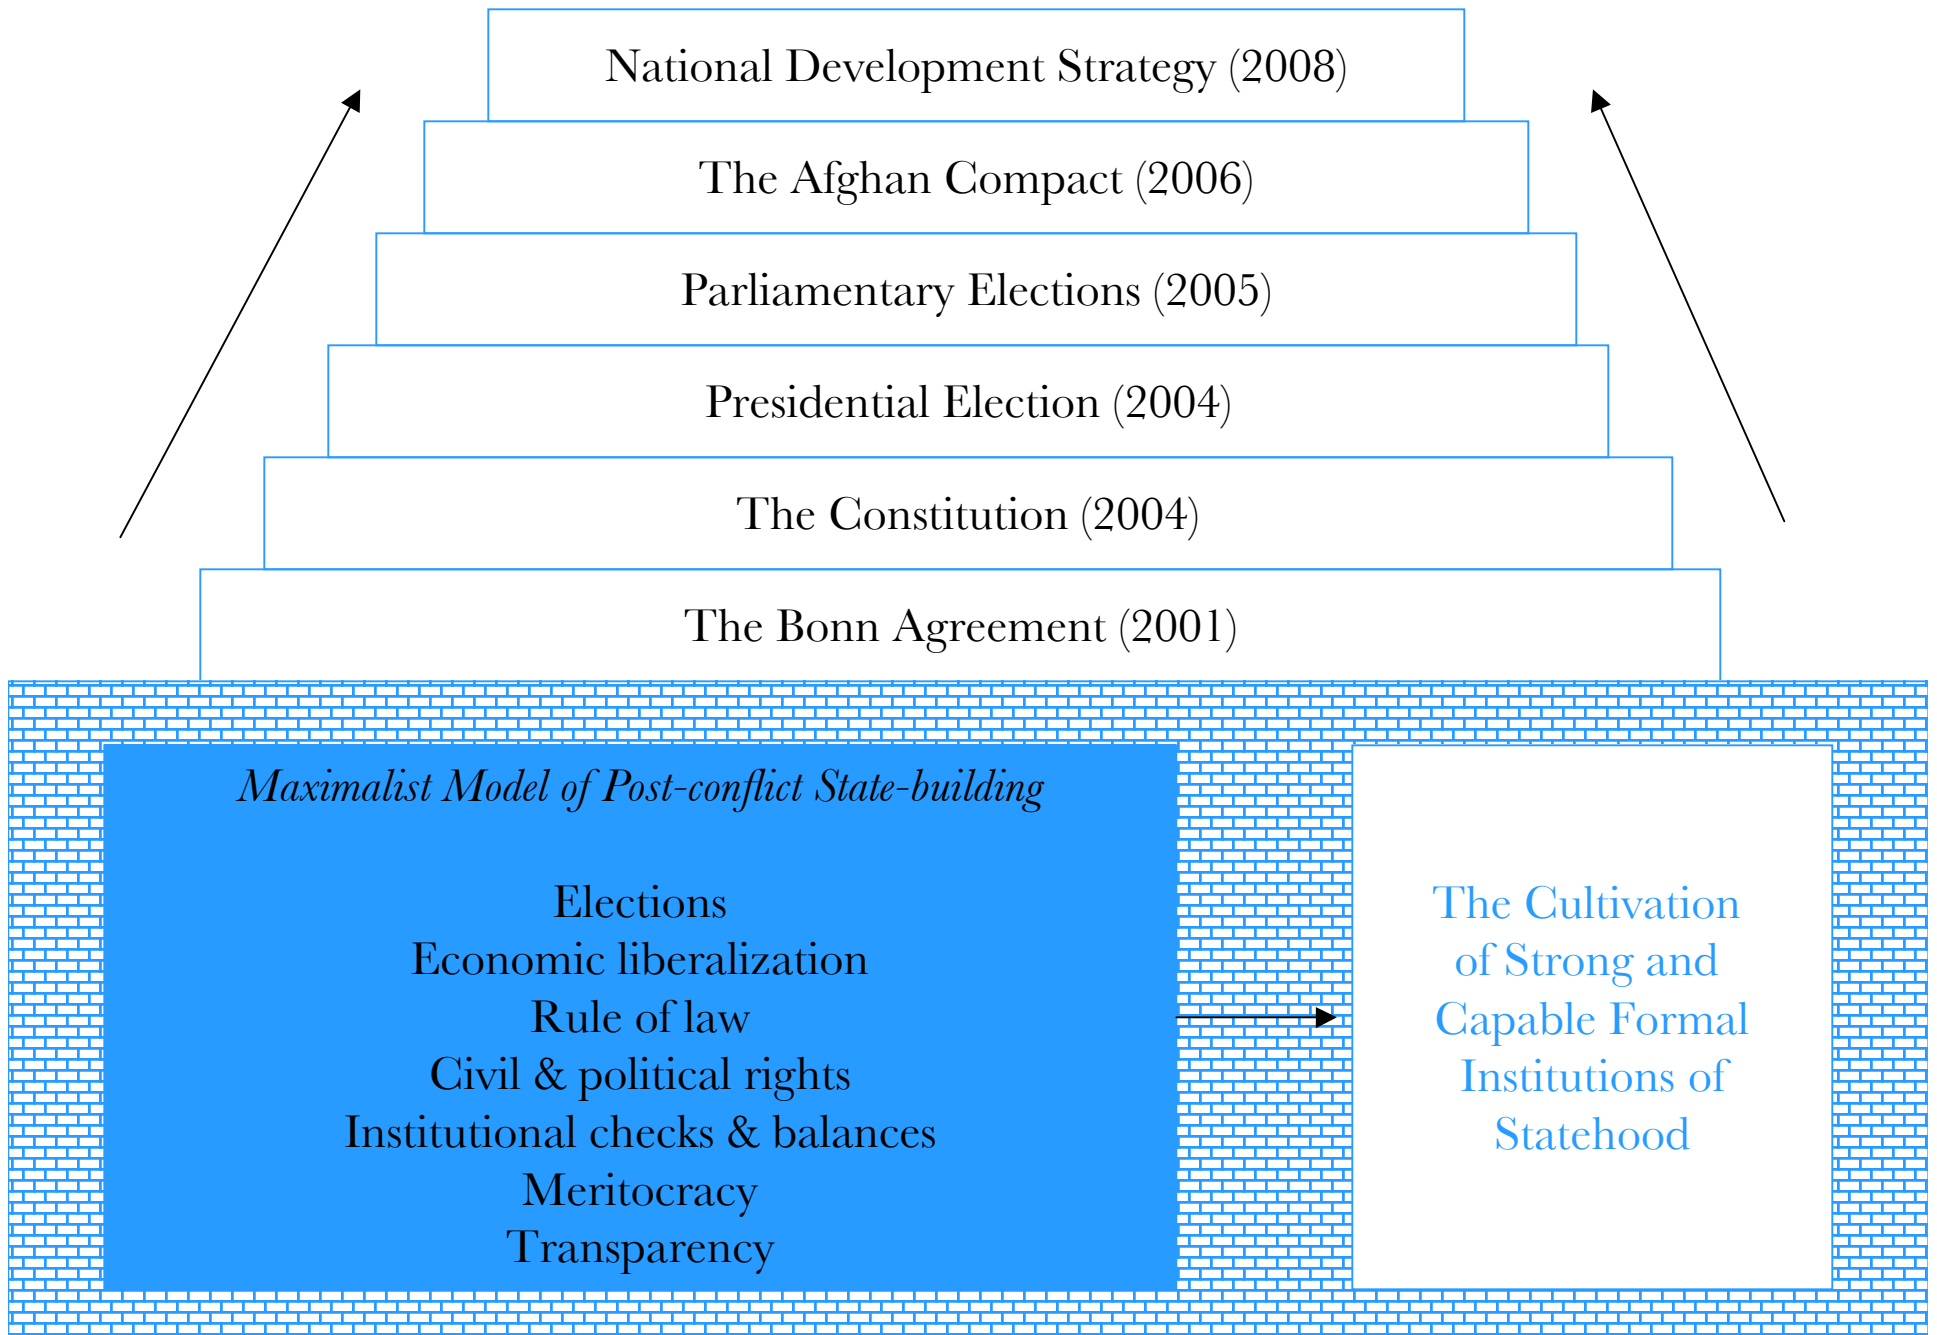 National Development Strategy (2008)
The Afghan Compact (2006)
Parliamentary Elections (2005)
Presidential Election (2004)
The Constitution (2004)
The Bonn Agreement (2001)
Maximalist Model of Post-conflict State-building
Elections
Economic liberalization
Rule of law
Civil & political rights
Institutional checks & balances
Meritocracy
Transparency
The Cultivation
of Strong and
Capable Formal
Institutions of
Statehood